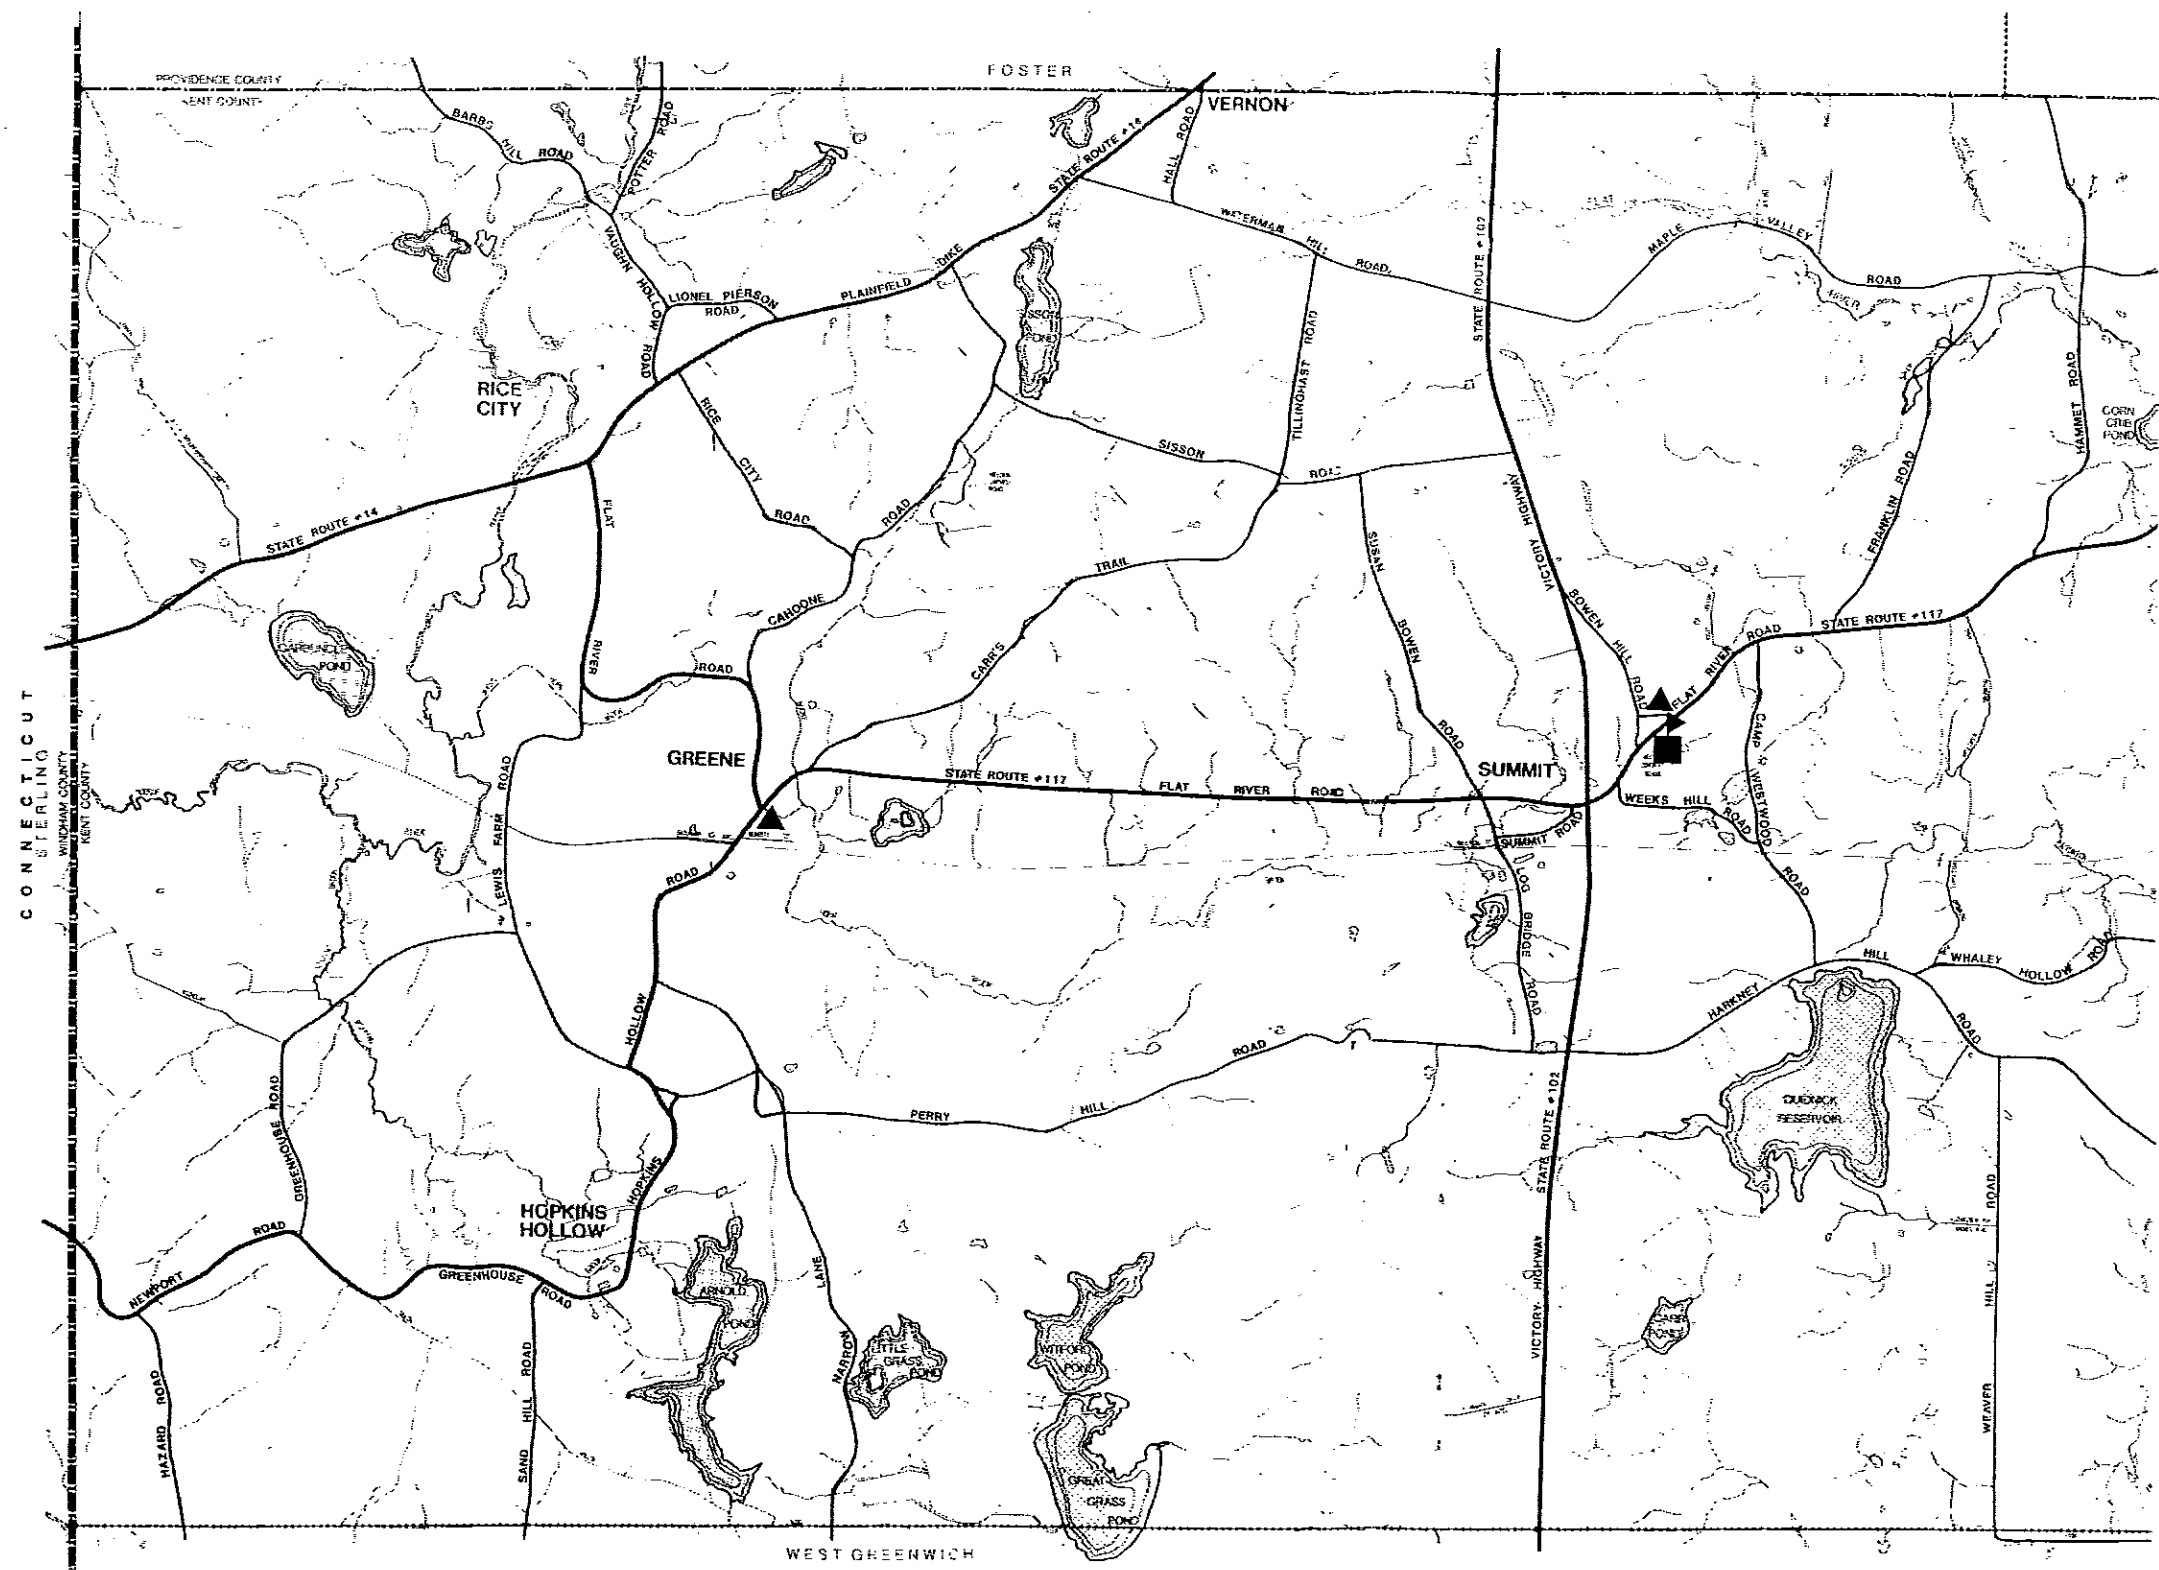 FOSTER
PROVIDENCE COUNTY
KENT COUNTY
VERNON
BARBS
HILL ROAD
POTTER ROAD
STATE ROUTE #14
HALL ROAD
WATERMAN HILL ROAD
STATE ROUTE #102
MAPLE VALLEY ROAD
FLAT
RIVER
VAUGHN HOLLOW ROAD
LIONEL PIERSON
ROAD
PLAINFIELD DIKE
TILLINGHAST ROAD
HAMMET ROAD
RICE
CITY
RICE CITY ROAD
CORN
CRIB
POND
SISSON ROAD
FRANKLIN ROAD
STATE ROUTE #14
FLAT RIVER ROAD
CAHOONE ROAD
CARR'S TRAIL
SUSAN BOWEN ROAD
VICTORY HIGHWAY
BOWEN HILL ROAD
FLAT RIVER ROAD
STATE ROUTE #117
CARBUNCLE
POND
CONNECTICUT
STERLING
WINDHAM COUNTY
KENT COUNTY
GREENE
STATE ROUTE #117
FLAT RIVER ROAD
SUMMIT
WEEKS HILL ROAD
CAMP WESTWOOD ROAD
SUMMIT ROAD
LEWIS FARM ROAD
LOG BRIDGE ROAD
HOPKINS HOLLOW ROAD
HARKNEY HILL ROAD
WHALEY HOLLOW ROAD
PERRY HILL ROAD
GREENHOUSE ROAD
GREENHOUSE ROAD
QUIDNICK
RESERVOIR
STATE ROUTE #102
VICTORY HIGHWAY
HOPKINS
HOLLOW
NEWPORT ROAD
HAZARD ROAD
SAND HILL ROAD
ARNOLD
POND
NARROW LANE
LITTLE
GRASS
POND
WITFORD
POND
GREAT
GRASS
POND
CARR
POND
WEAVER HILL ROAD
WEST GREENWICH